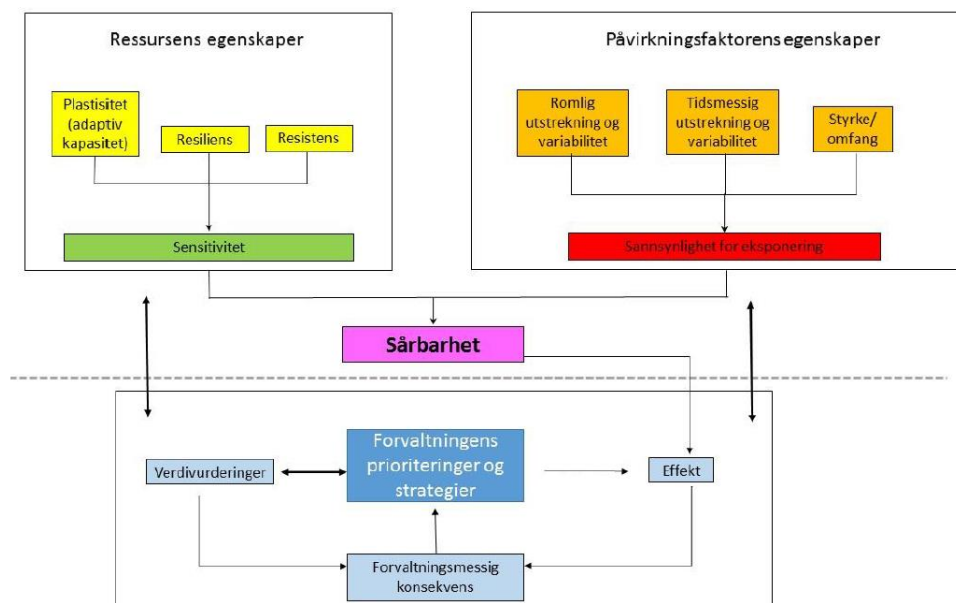 Ressursens egenskaper
Plastisitet
(adaptiv
kapasitet)
Resiliens
Resistens
Sensitivitet
Påvirkningsfaktorens egenskaper
Romlig
utstrekning og
variabilitet
Tidsmessig
utstrekning og
variabilitet
Styrke/
omfang
Sannsynlighet for eksponering
Sårbarhet
Verdivurderinger
Forvaltningens
prioriteringer og
strategier
Effekt
Forvaltningsmessig
konsekvens